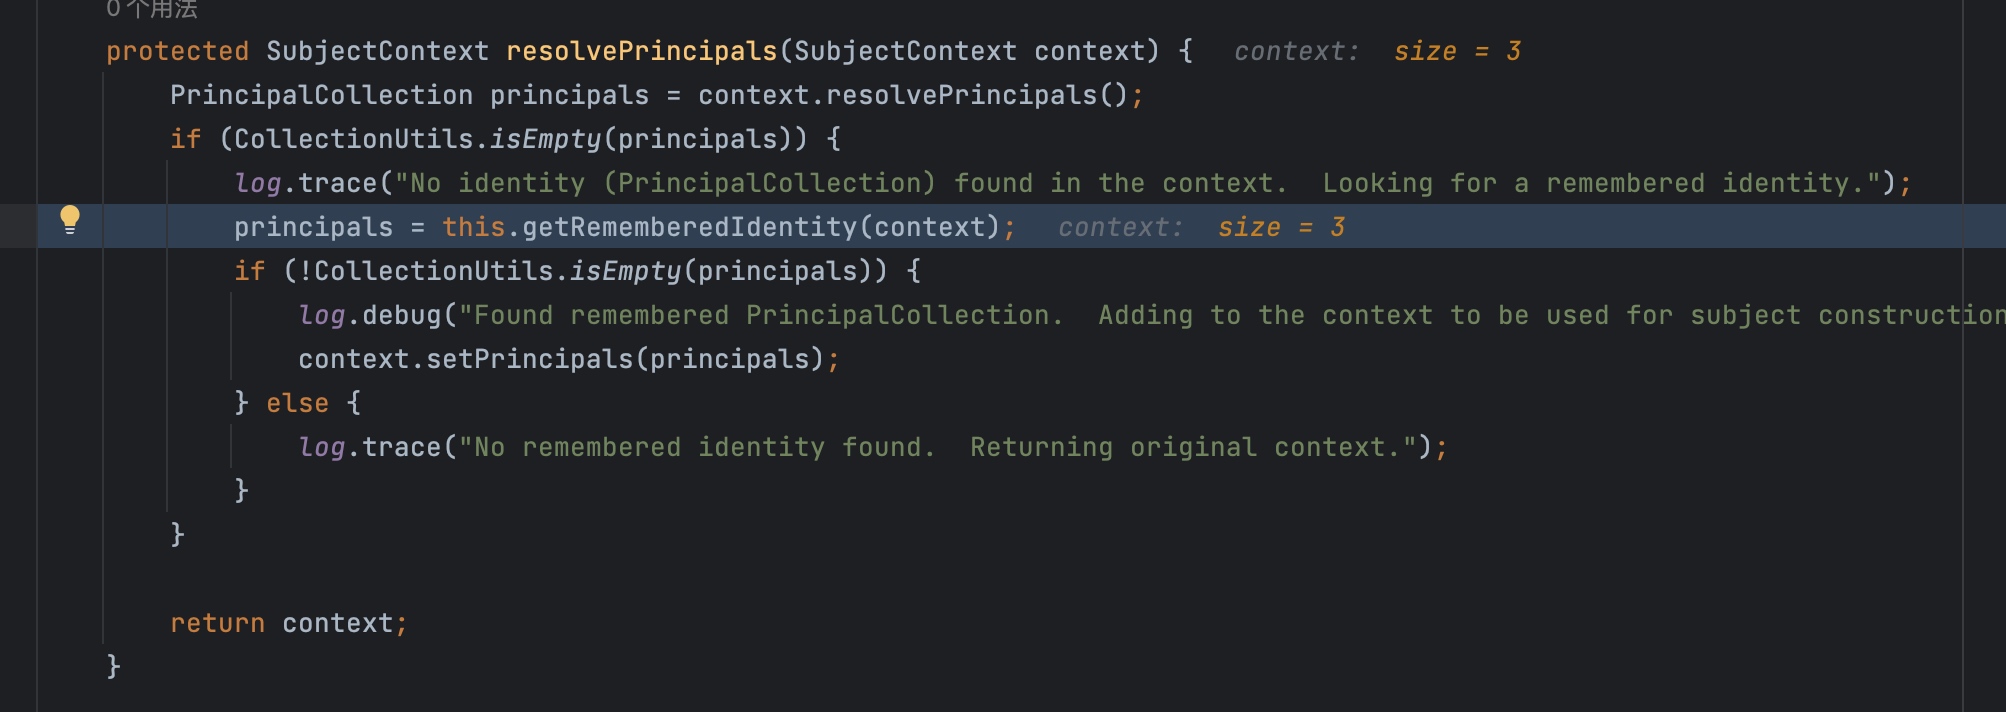 0个用法
protected SubjectContext resolvePrincipals(SubjectContext context) {   context:  size = 3
    PrincipalCollection principals = context.resolvePrincipals();
    if (CollectionUtils.isEmpty(principals)) {
        log.trace("No identity (PrincipalCollection) found in the context.  Looking for a remembered identity.");
        principals = this.getRememberedIdentity(context);   context:  size = 3
        if (!CollectionUtils.isEmpty(principals)) {
            log.debug("Found remembered PrincipalCollection.  Adding to the context to be used for subject construction
            context.setPrincipals(principals);
        } else {
            log.trace("No remembered identity found.  Returning original context.");
        }
    }
    return context;
}